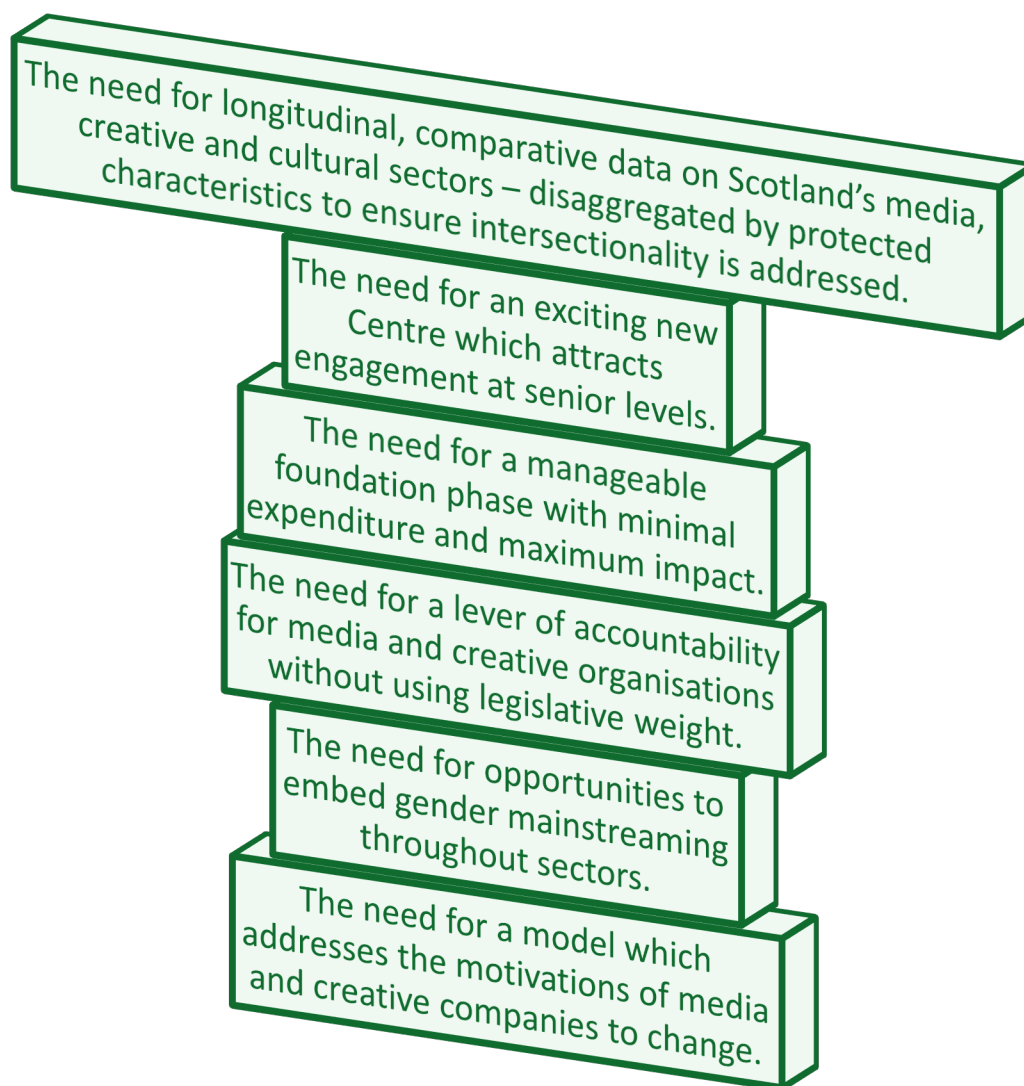 The need for longitudinal, comparative data on Scotland’s media,
creative and cultural sectors – disaggregated by protected
characteristics to ensure intersectionality is addressed.
The need for an exciting new
Centre which attracts
engagement at senior levels.
The need for a manageable
foundation phase with minimal
expenditure and maximum impact.
The need for a lever of accountability
for media and creative organisations
without using legislative weight.
The need for opportunities to
embed gender mainstreaming
throughout sectors.
The need for a model which
addresses the motivations of media
and creative companies to change.